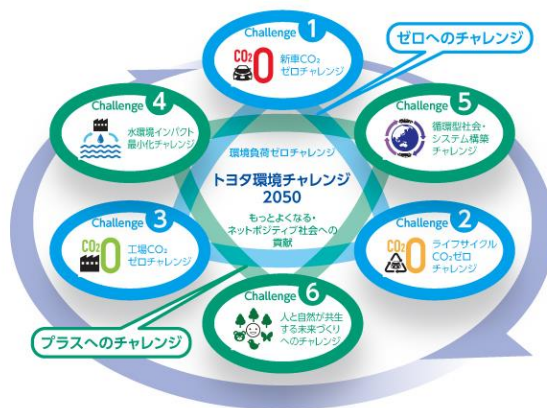 Challenge 1
CO₂ 0
新車CO₂
ゼロチャレンジ
ゼロへのチャレンジ
Challenge 4
水環境インパクト
最小化チャレンジ
Challenge 5
循環型社会・
システム構築
チャレンジ
環境負荷ゼロチャレンジ
トヨタ環境チャレンジ
2050
もっとよくなる・
ネットポジティブ社会への
貢献
Challenge 3
CO₂ 0
工場CO₂
ゼロチャレンジ
Challenge 2
CO₂ 0
ライフサイクル
CO₂ゼロ
チャレンジ
Challenge 6
人と自然が共生
する未来づくり
へのチャレンジ
プラスへのチャレンジ